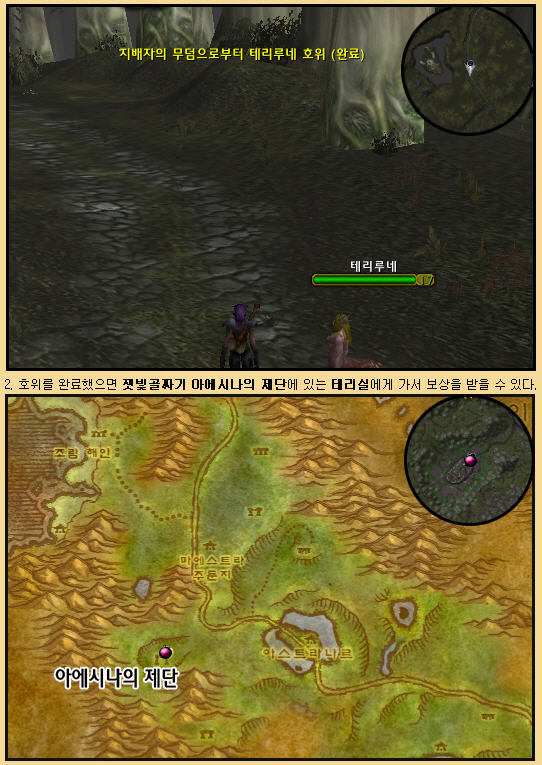 지배자의 무덤으로부터 테리루네 호위 (완료)
테리루네
17
2. 호위를 완료했으면 잿빛골짜기 아에시나의 제단에 있는 테리실에게 가서 보상을 받을 수 있다.
조람 해안
마에스트라
주둔지
아스트라나르
아에시나의 제단